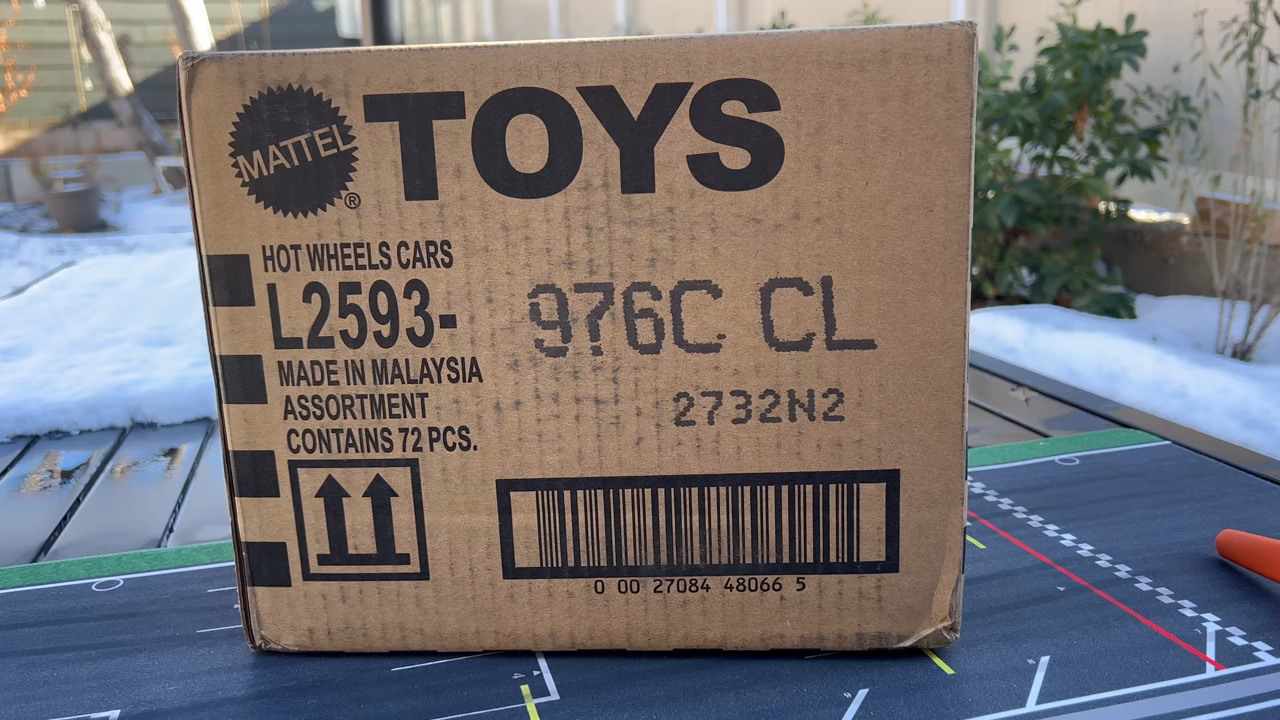 MATTEL ® TOYS
HOT WHEELS CARS
L2593- 976C CL
MADE IN MALAYSIA
2732N2
ASSORTMENT
CONTAINS 72 PCS.
0 00 27084 48066 5